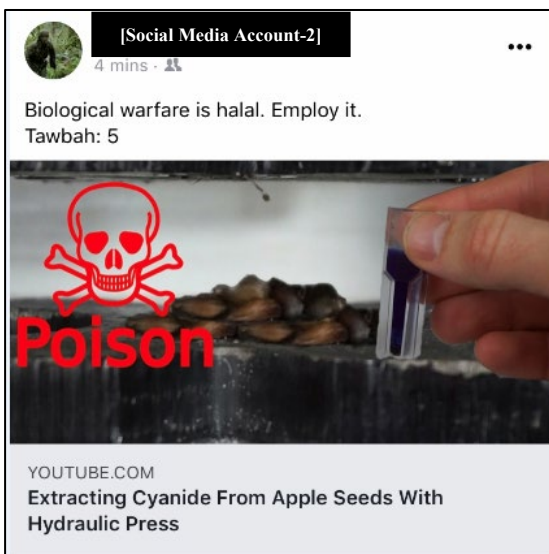 [Social Media Account-2]
4 mins ·
Biological warfare is halal. Employ it.
Tawbah: 5
Poison
YOUTUBE.COM
Extracting Cyanide From Apple Seeds With
Hydraulic Press